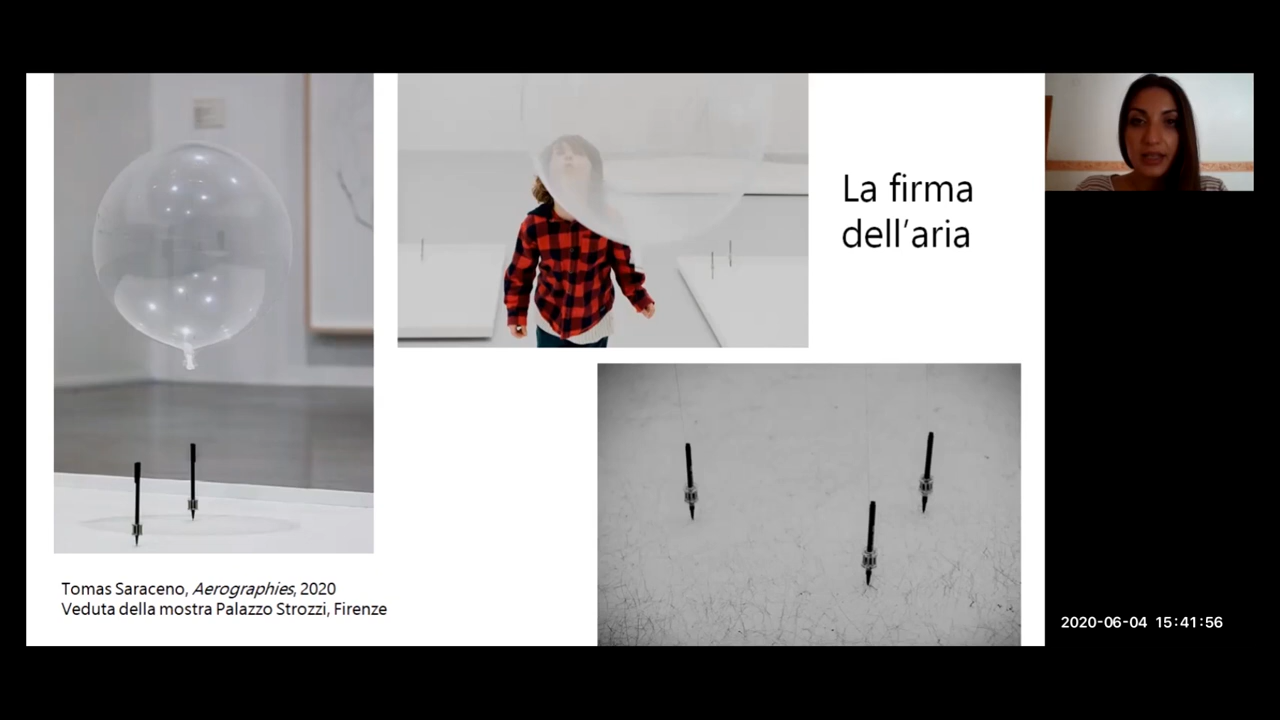 La firma
dell'aria
Tomas Saraceno, Aerographies, 2020
Veduta della mostra Palazzo Strozzi, Firenze
2020-06-04 15:41:56